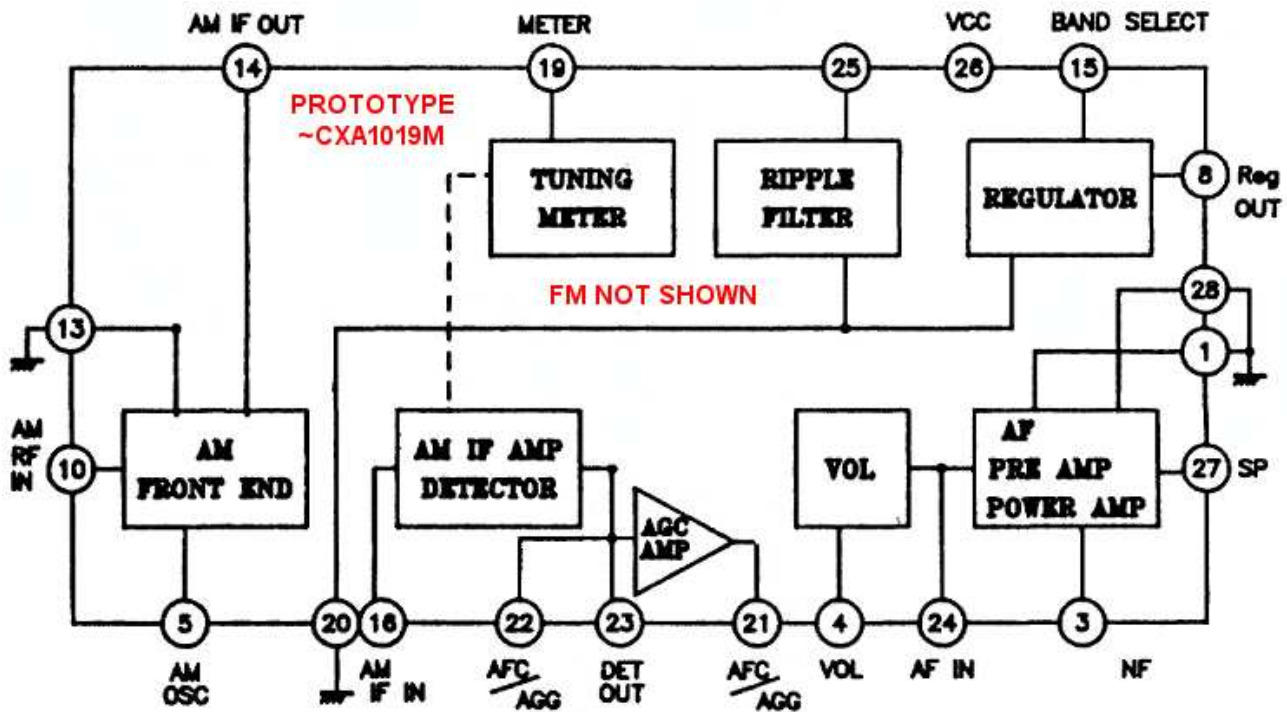 AM IF OUT
METER
VCC
BAND SELECT
14
19
25
26
15
PROTOTYPE
~CXA1019M
TUNING
METER
RIPPLE
FILTER
REGULATOR
8
Reg
OUT
FM NOT SHOWN
28
13
1
AM
RF
IN
10
AM
FRONT END
AM IF AMP
DETECTOR
VOL
AF
PRE AMP
POWER AMP
27
SP
AGC
AMP
5
20
16
22
23
21
4
24
3
AM
OSC
AM
IF IN
AFC/AGG
DET
OUT
AFC/AGG
VOL
AF IN
NF